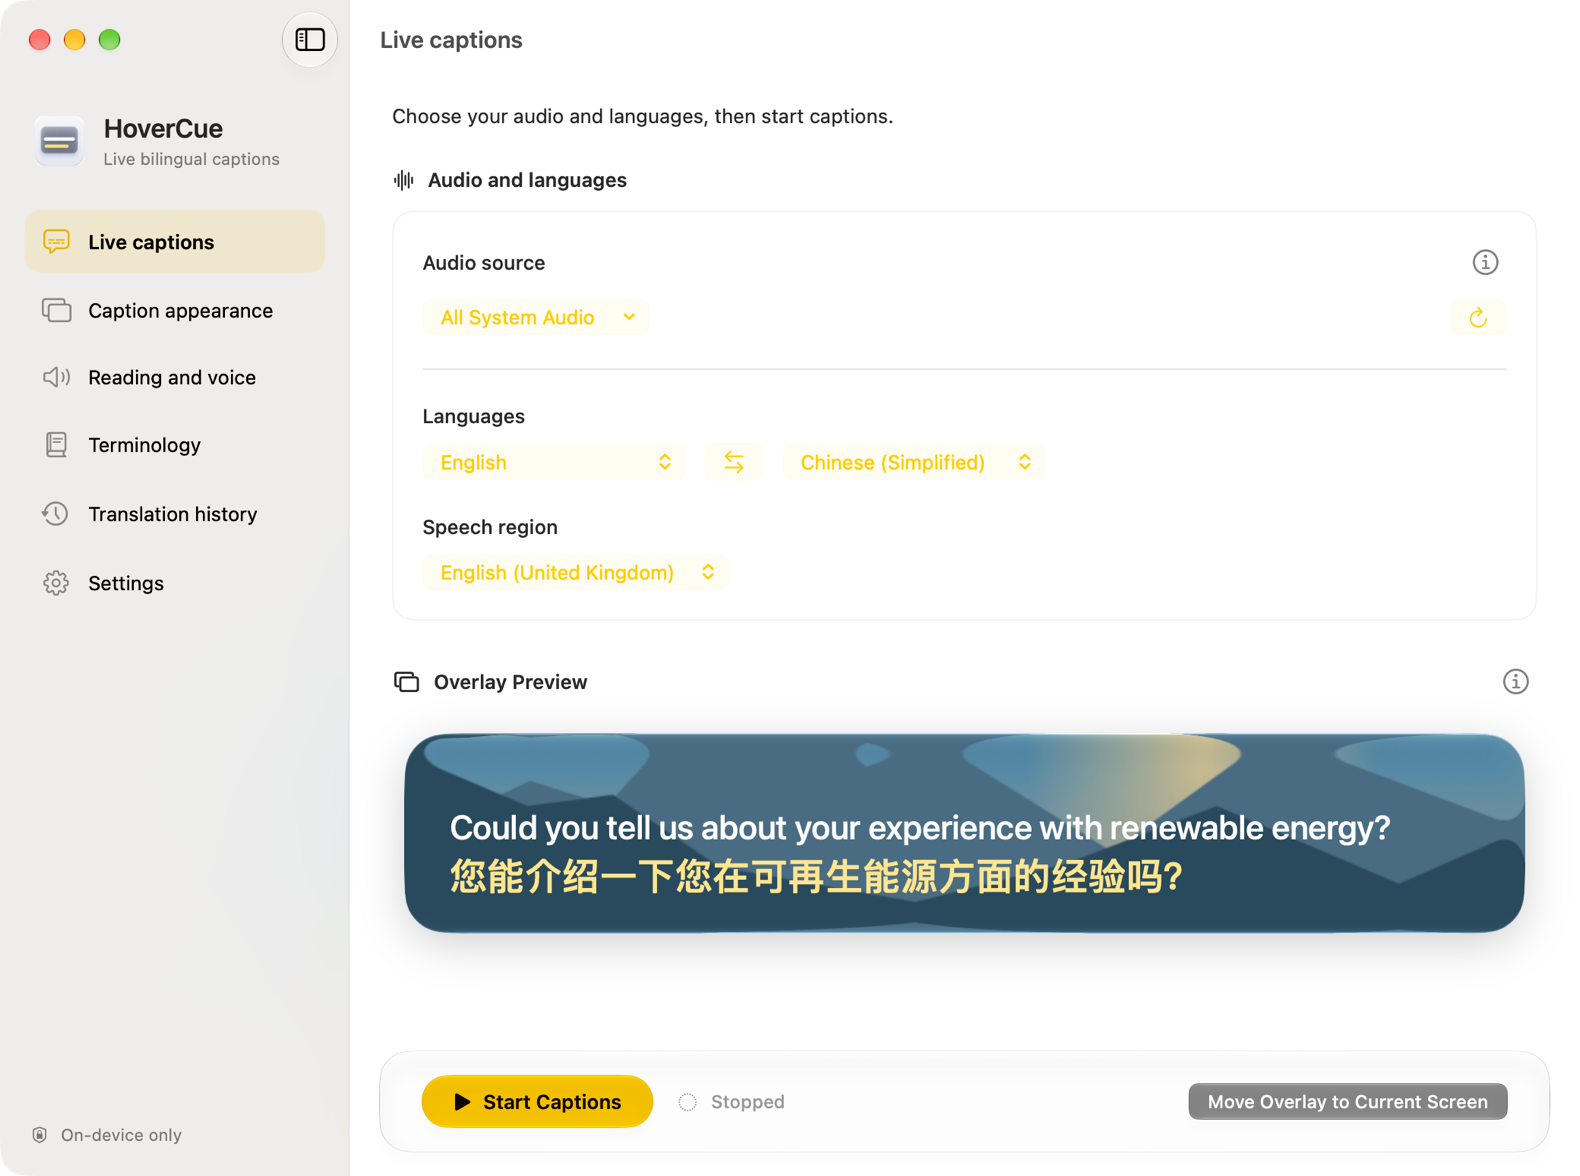 Live captions
HoverCue
Live bilingual captions
Live captions
Caption appearance
Reading and voice
Terminology
Translation history
Settings
On-device only
Choose your audio and languages, then start captions.
Audio and languages
Audio source
All System Audio
Languages
English
Chinese (Simplified)
Speech region
English (United Kingdom)
Overlay Preview
Could you tell us about your experience with renewable energy?
您能介绍一下您在可再生能源方面的经验吗?
Start Captions
Stopped
Move Overlay to Current Screen